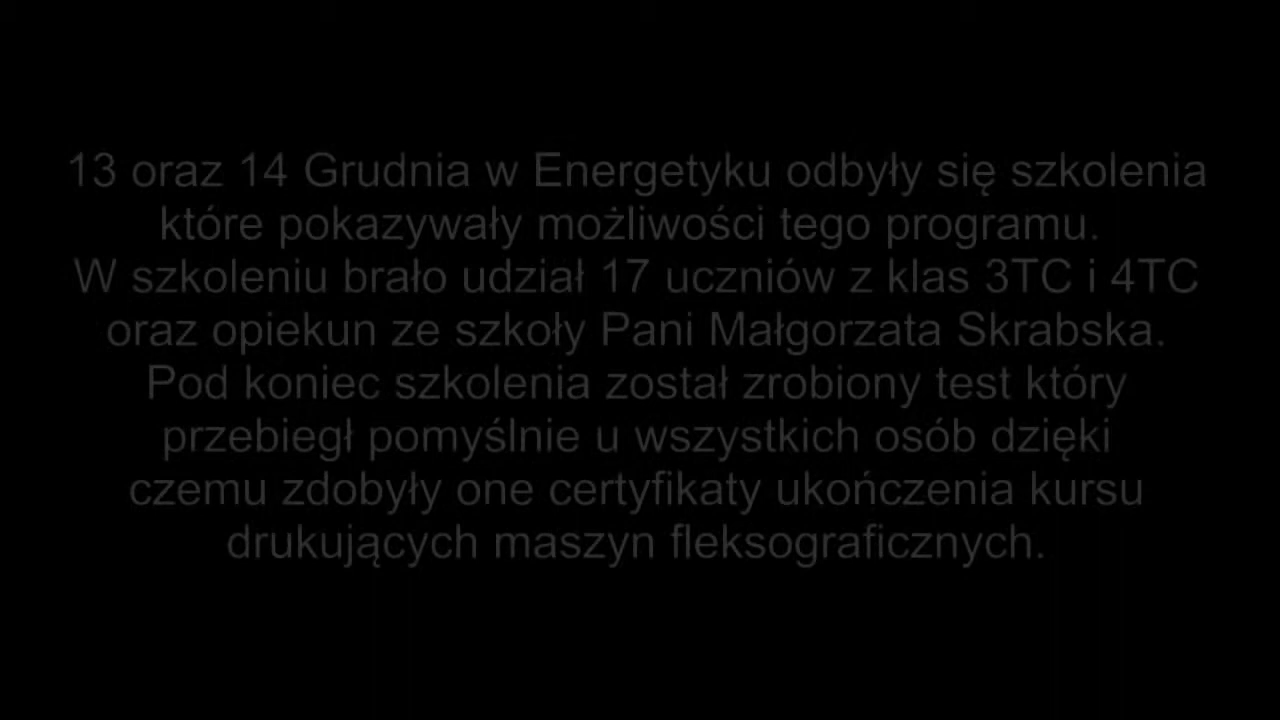 13 oraz 14 Grudnia w Energetyku odbyły się szkolenia
które pokazywały możliwości tego programu.
W szkoleniu brało udział 17 uczniów z klas 3TC i 4TC
oraz opiekun ze szkoły Pani Małgorzata Skrabska.
Pod koniec szkolenia został zrobiony test który
przebiegł pomyślnie u wszystkich osób dzięki
czemu zdobyły one certyfikaty ukończenia kursu
drukujących maszyn fleksograficznych.